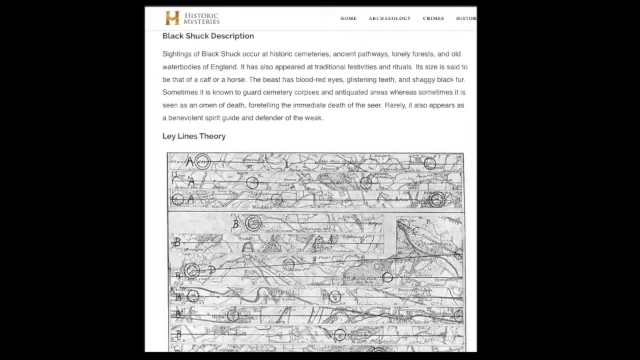 HISTORIC
MYSTERIES
HOME ARCHAEOLOGY CRIMES HISTOR
Black Shuck Description
Sightings of Black Shuck occur at historic cemeteries, ancient pathways, lonely forests, and old
waterbodies of England. It has also appeared at traditional festivities and rituals. Its size is said to
be that of a calf or a horse. The beast has blood-red eyes, glistening teeth, and shaggy black fur.
Sometimes it is known to guard cemetery corpses and antiquated areas whereas sometimes it is
seen as an omen of death, foretelling the immediate death of the seer. Rarely, it also appears as
a benevolent spirit guide and defender of the weak.
Ley Lines Theory
A
A
A
B
B
B
B
B